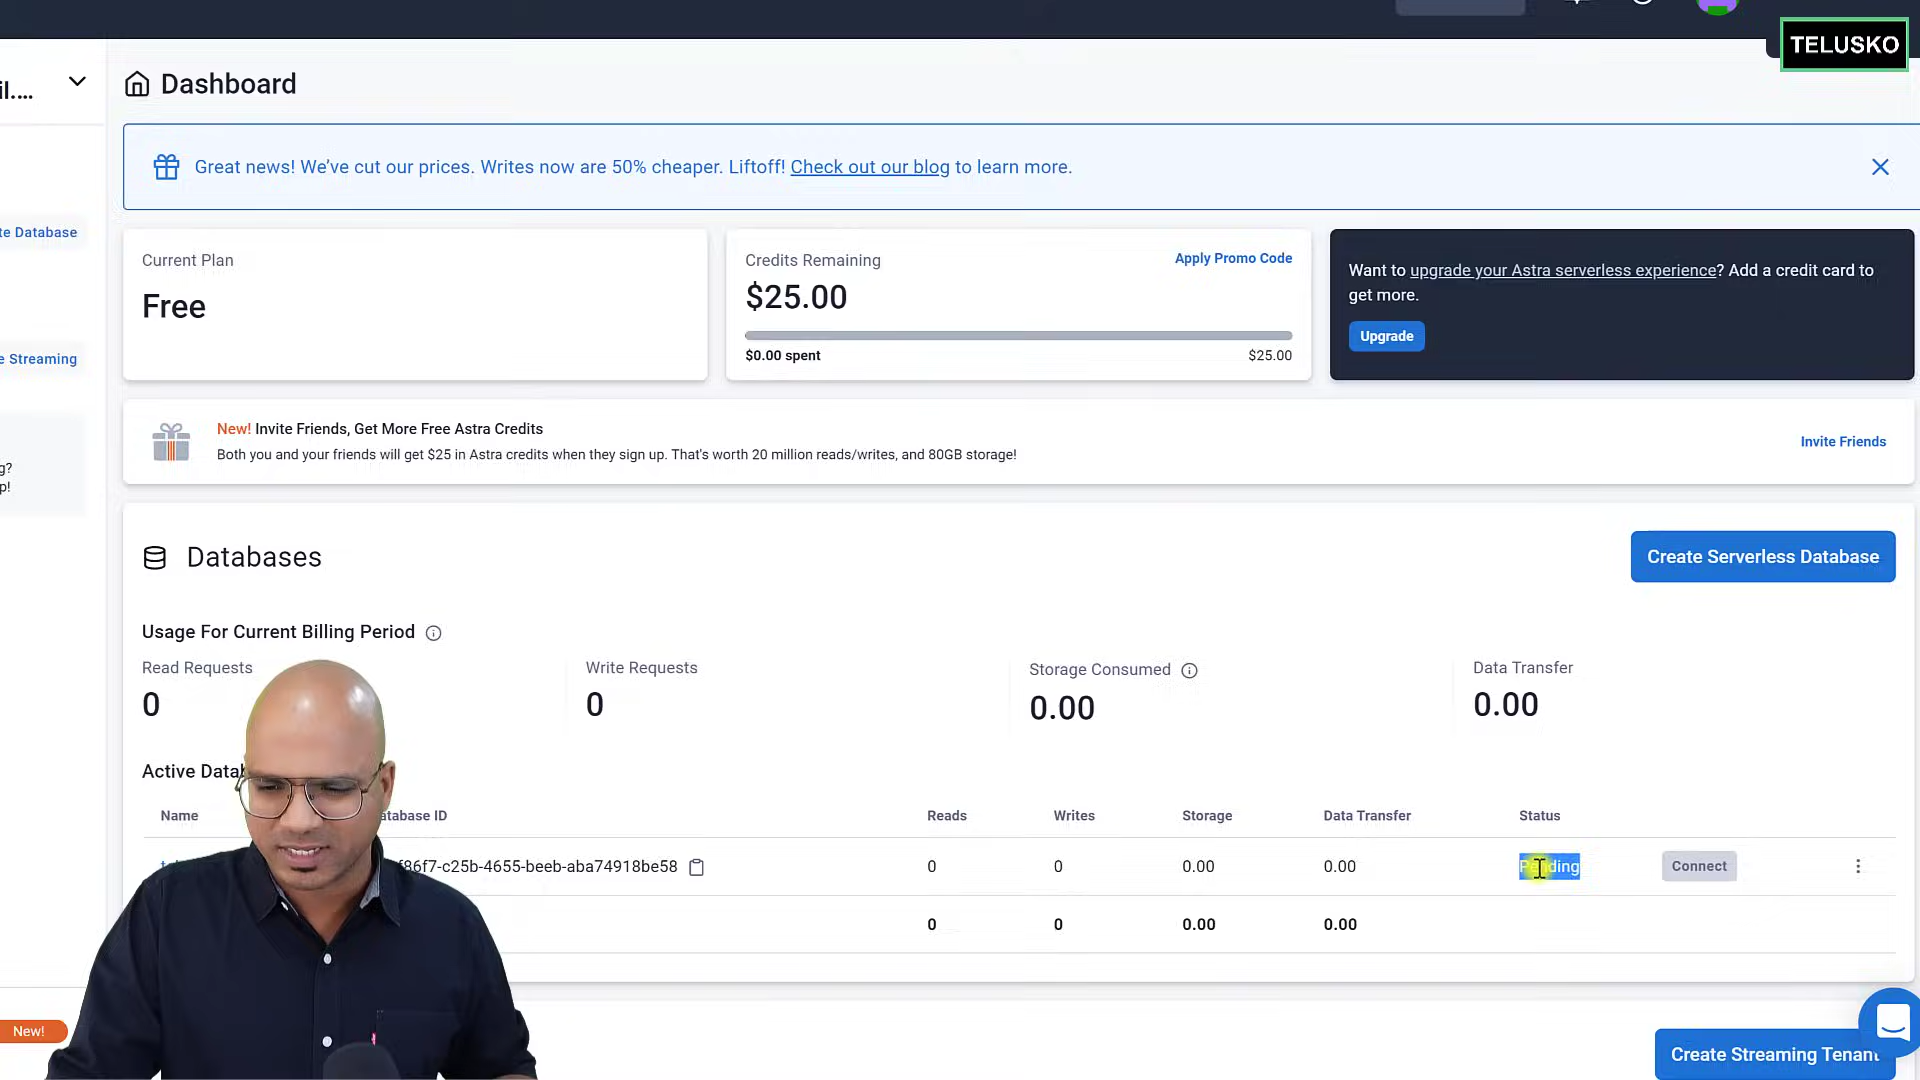 TELUSKO
il....
Dashboard
Great news! We've cut our prices. Writes now are 50% cheaper. Liftoff! Check out our blog to learn more.
te Database
Current Plan
Free
Credits Remaining
Apply Promo Code
$25.00
$0.00 spent
$25.00
Want to upgrade your Astra serverless experience? Add a credit card to
get more.
Upgrade
e Streaming
New! Invite Friends, Get More Free Astra Credits
Both you and your friends will get $25 in Astra credits when they sign up. That's worth 20 million reads/writes, and 80GB storage!
Invite Friends
g?
p!
Databases
Create Serverless Database
Usage For Current Billing Period
Read Requests
0
Write Requests
0
Storage Consumed
0.00
Data Transfer
0.00
Active Datab
Name
atabase ID
Reads
Writes
Storage
Data Transfer
Status
f86f7-c25b-4655-beeb-aba74918be58
0
0
0.00
0.00
Pending
Connect
0
0
0.00
0.00
New!
Create Streaming Tenant